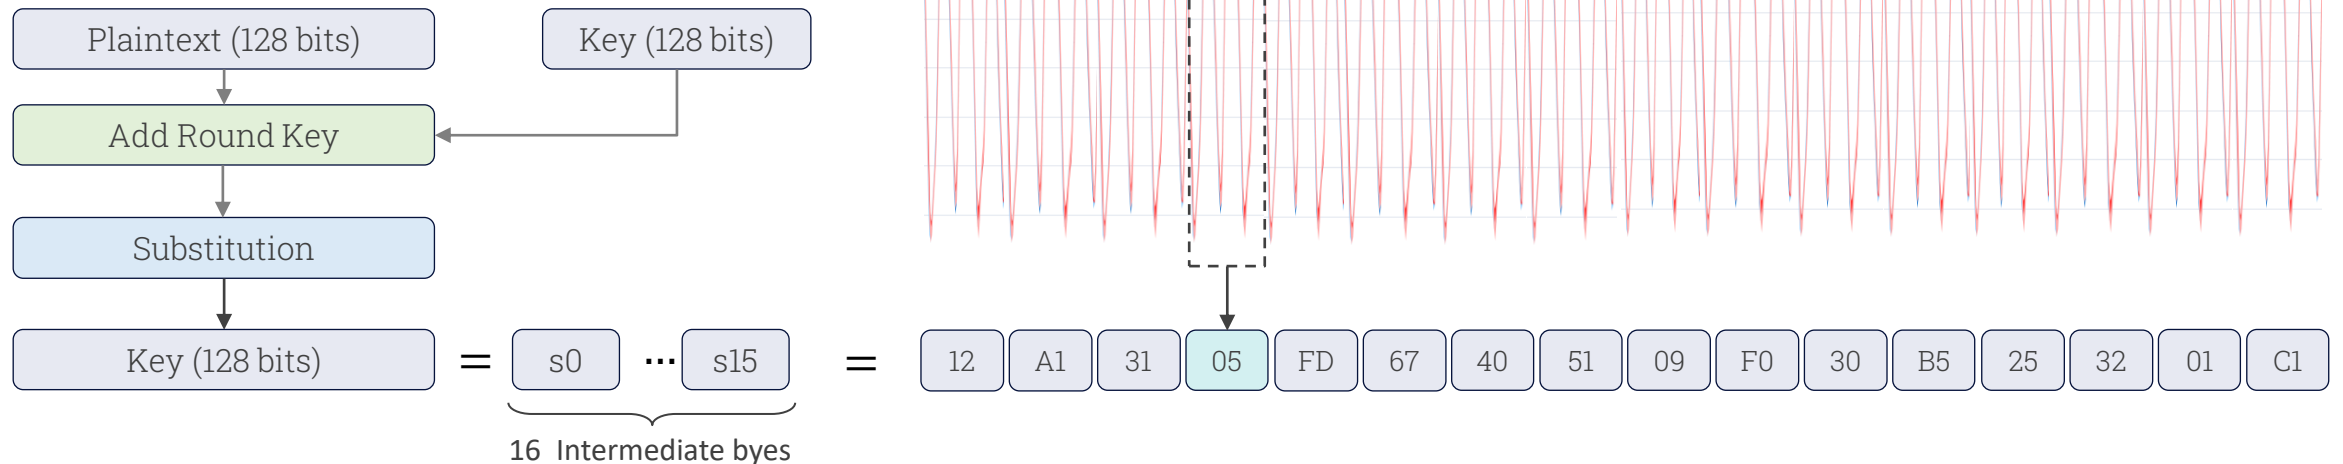 Plaintext (128 bits)
Key (128 bits)
Add Round Key
Substitution
Key (128 bits) = s0 ... s15 = 12 A1 31 05 FD 67 40 51 09 F0 30 B5 25 32 01 C1
16 Intermediate byes